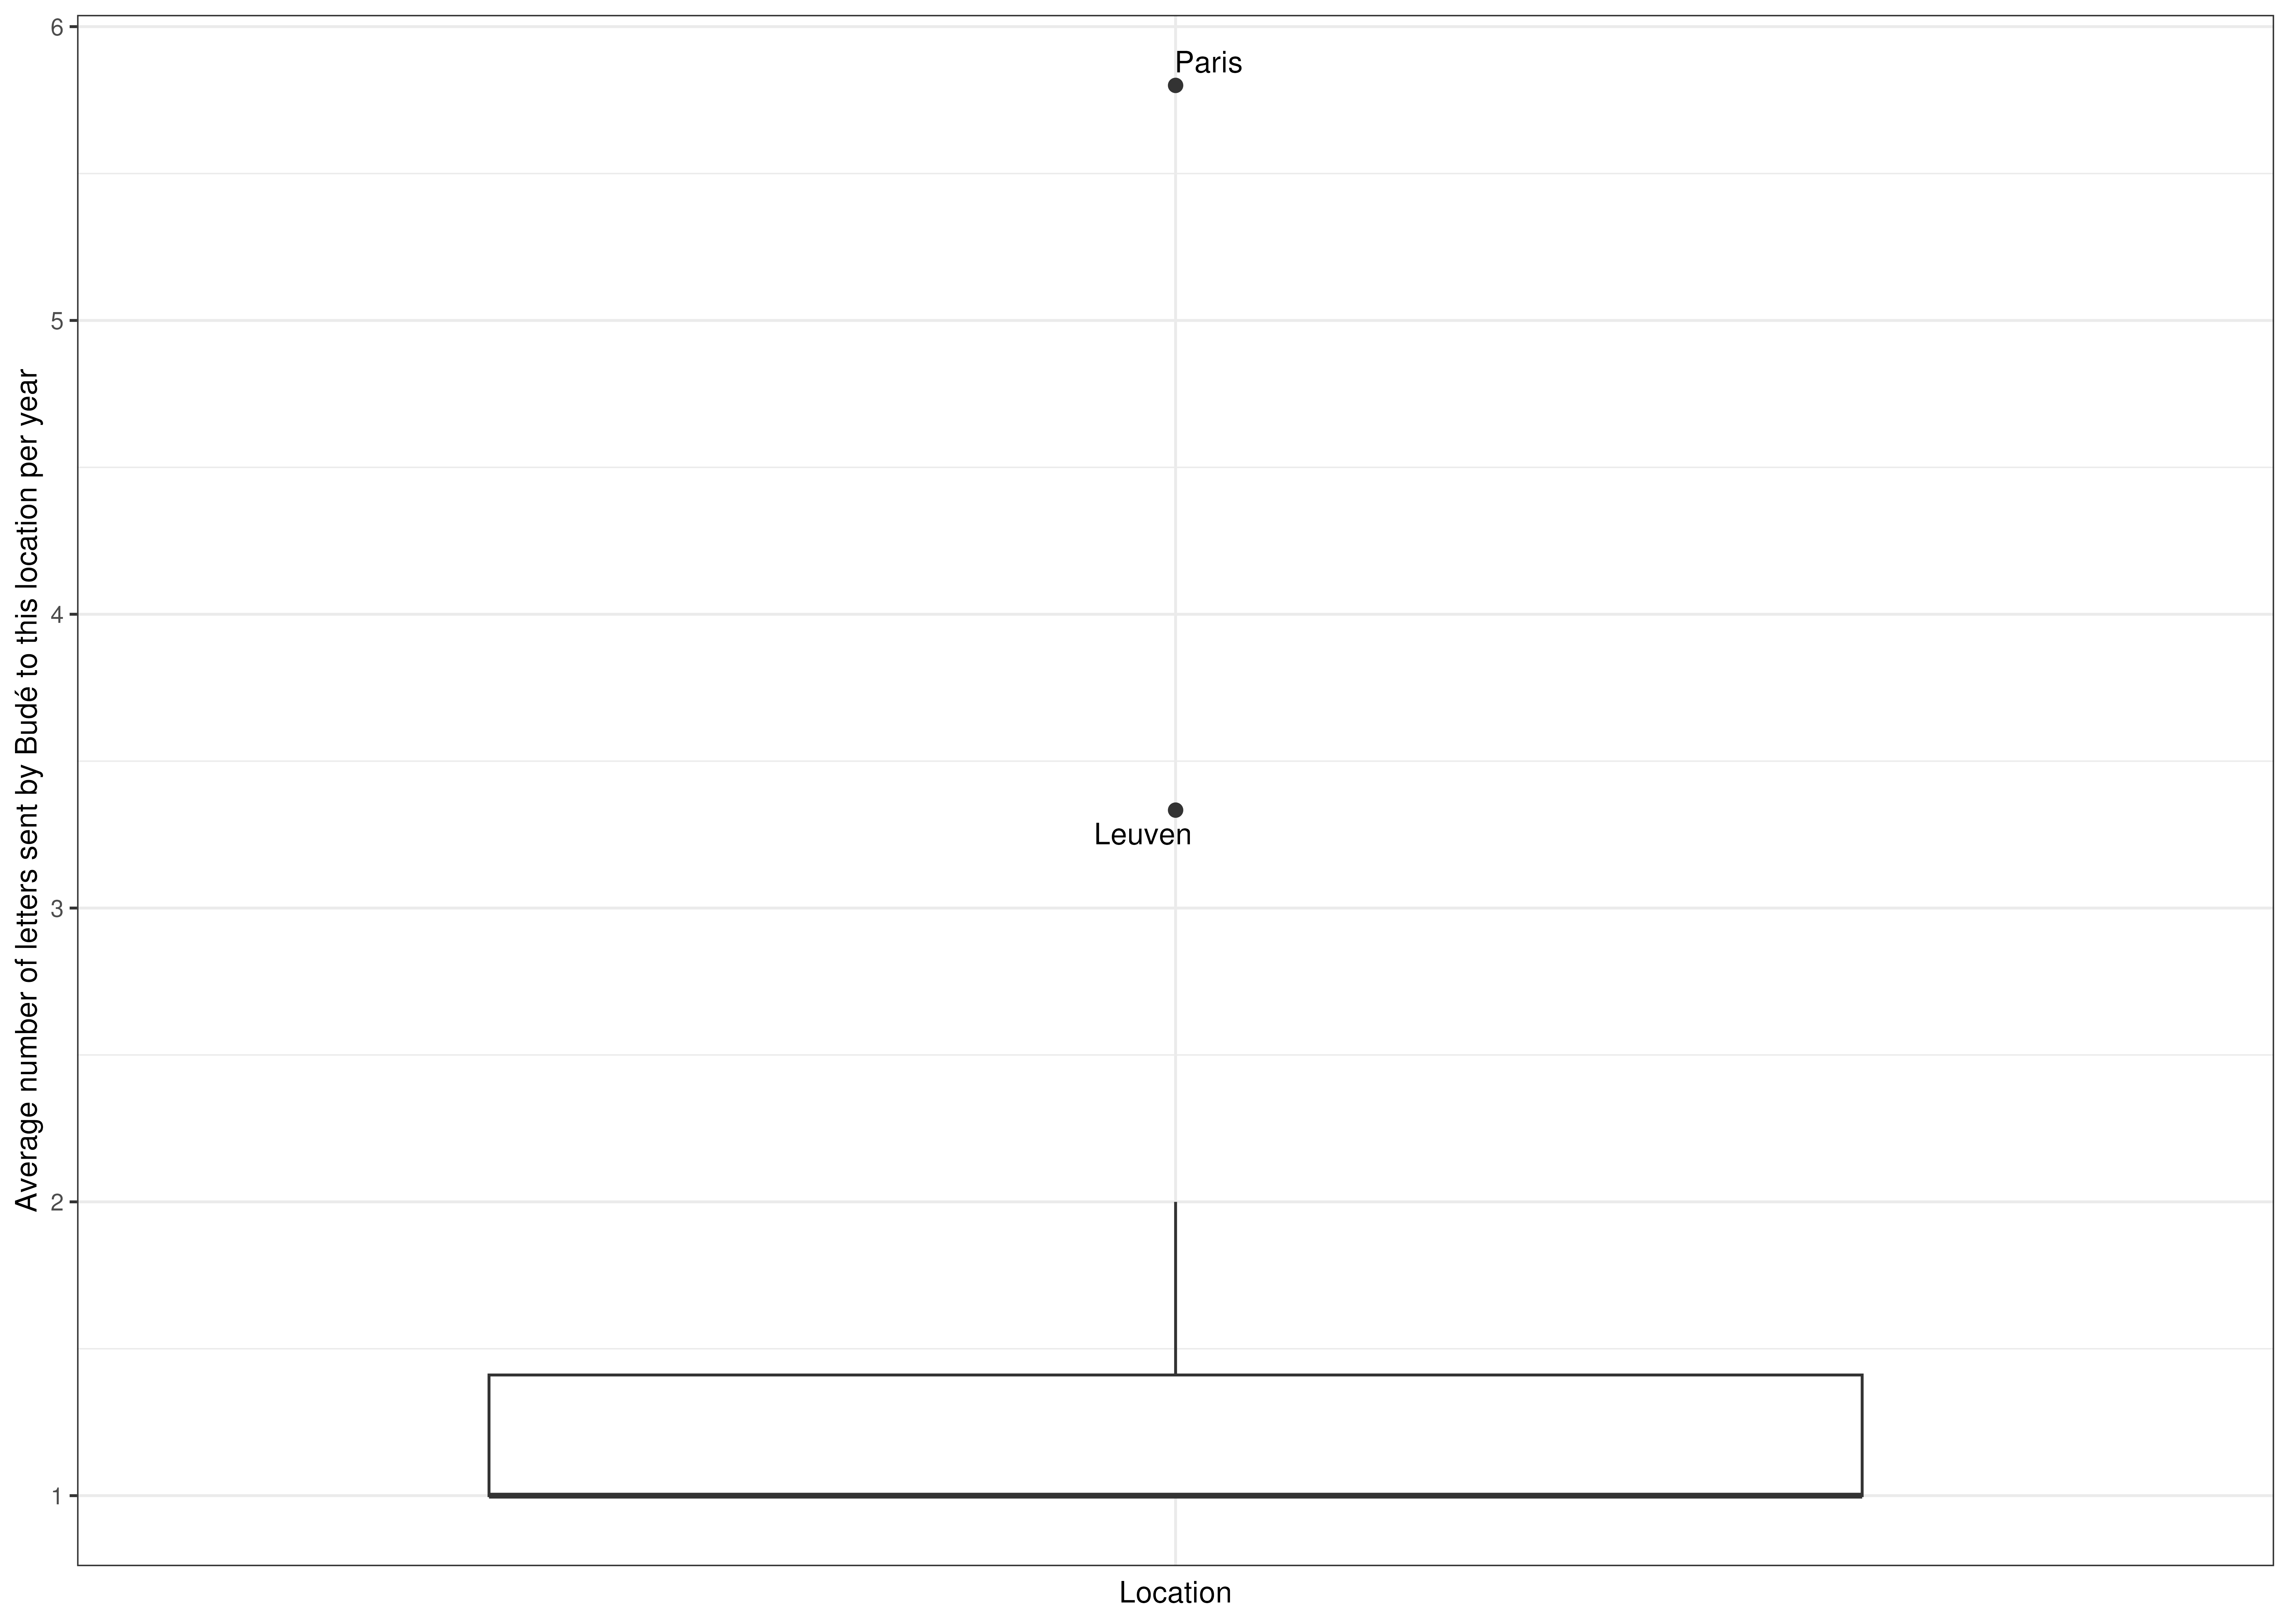 Average number of letters sent by Budé to this location per year
6
5
4
3
2
1
Paris
Leuven
Location